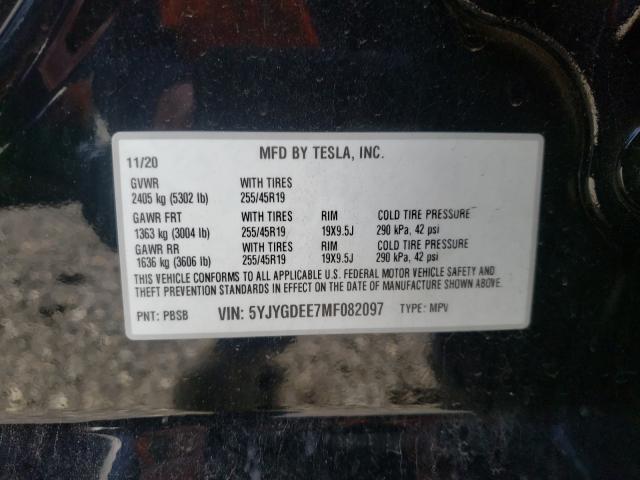 11/20 MFD BY TESLA, INC.
GVWR WITH TIRES
2405 kg (5302 lb) 255/45R19
GAWR FRT WITH TIRES RIM COLD TIRE PRESSURE
1363 kg (3004 lb) 255/45R19 19X9.5J 290 kPa, 42 psi
GAWR RR WITH TIRES RIM COLD TIRE PRESSURE
1636 kg (3606 lb) 255/45R19 19X9.5J 290 kPa, 42 psi
THIS VEHICLE CONFORMS TO ALL APPLICABLE U.S. FEDERAL MOTOR VEHICLE SAFETY AND
THEFT PREVENTION STANDARDS IN EFFECT ON THE DATE OF MANUFACTURE SHOWN ABOVE.
PNT: PBSB VIN: 5YJYGDEE7MF082097 TYPE: MPV